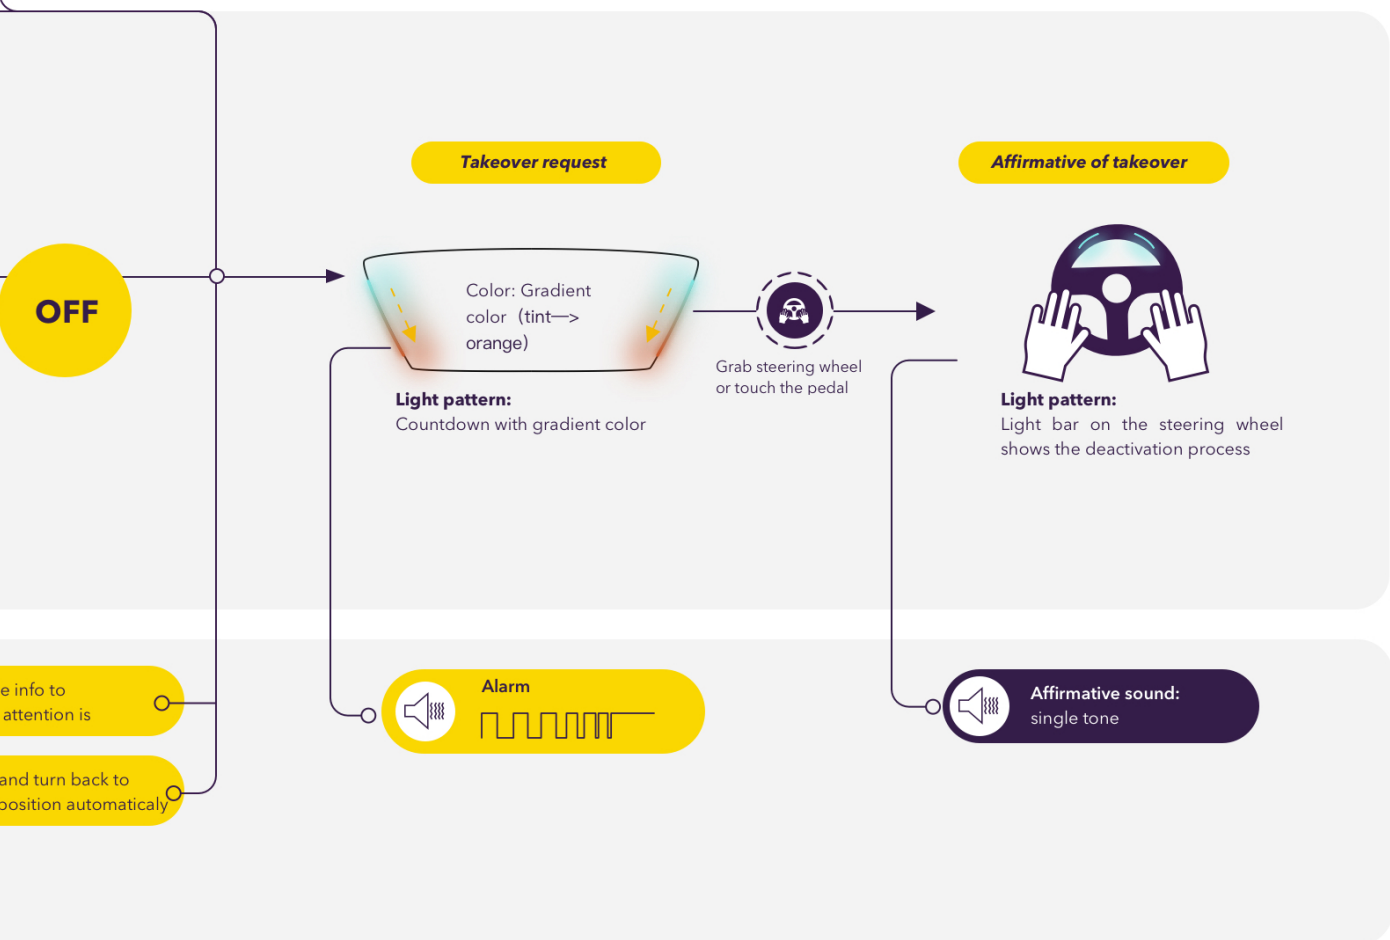 Takeover request
Affirmative of takeover
OFF
Color: Gradient
color (tint—>
orange)
Grab steering wheel
or touch the pedal
Light pattern:
Countdown with gradient color
Light pattern:
Light bar on the steering wheel
shows the deactivation process
e info to
attention is
and turn back to
position automaticaly
Alarm
Affirmative sound:
single tone